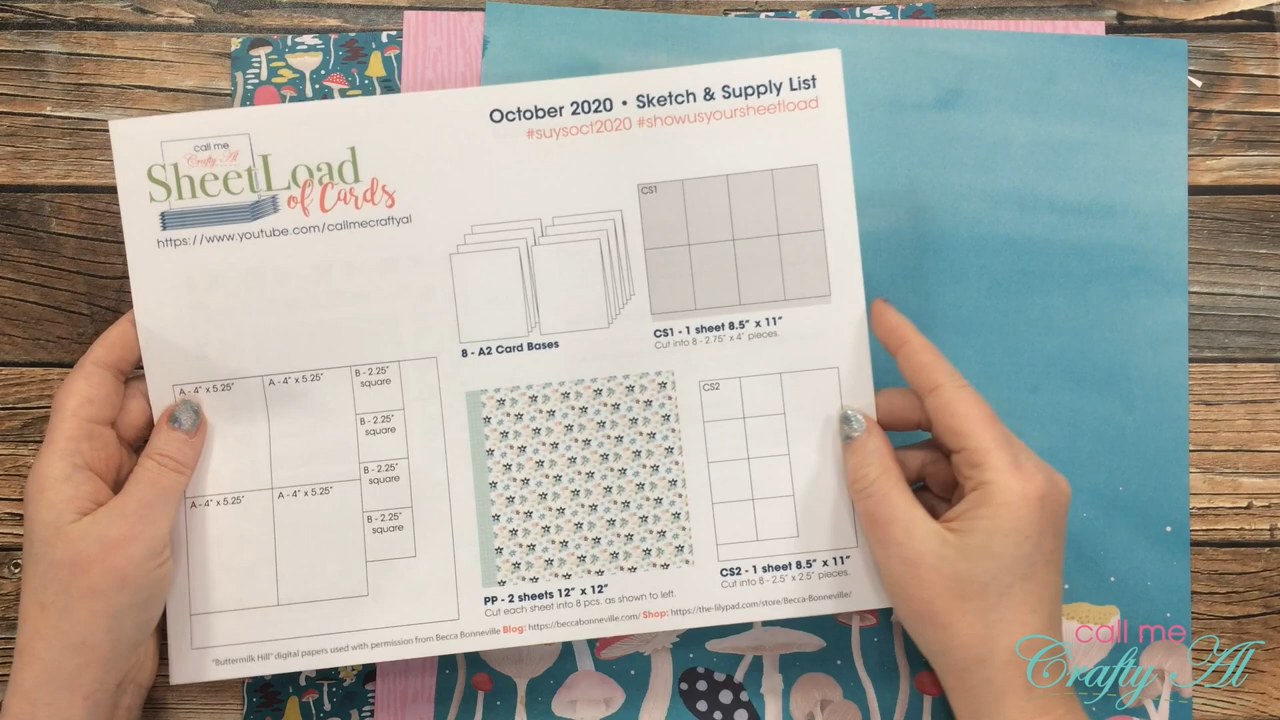 October 2020 • Sketch & Supply List
#suysoct2020 #showusyoursheetload
call me
Crafty Al
SheetLoad
of Cards
https://www.youtube.com/callmecraftyal
8 - A2 Card Bases
CS1
CS1 - 1 sheet 8.5" x 11"
Cut into 8 - 2.75" x 4" pieces.
A - 4" x 5.25"
A - 4" x 5.25"
B - 2.25"
square
B - 2.25"
square
B - 2.25"
square
B - 2.25"
square
A - 4" x 5.25"
A - 4" x 5.25"
PP - 2 sheets 12" x 12"
Cut each sheet into 8 pcs. as shown to left.
CS2
CS2 - 1 sheet 8.5" x 11"
Cut into 8 - 2.5" x 2.5" pieces.
"Buttermilk Hill" digital papers used with permission from Becca Bonneville Blog: https://beccabonneville.com/ Shop: https://the-lilypad.com/store/Becca-Bonneville/
call me
Crafty Al